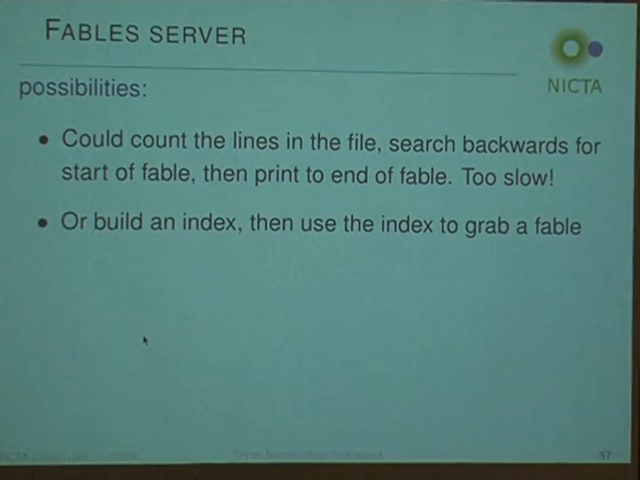 FABLES SERVER
NICTA
possibilities:
• Could count the lines in the file, search backwards for
start of fable, then print to end of fable. Too slow!
• Or build an index, then use the index to grab a fable
57